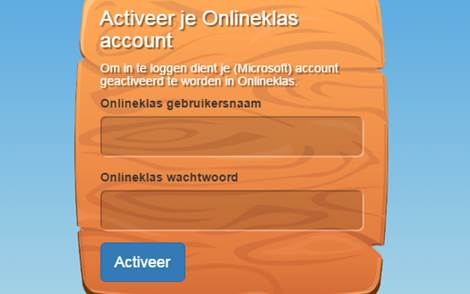 Activeer je Onlineklas
account
Om in te loggen dient je (Microsoft) account
geactiveerd te worden in Onlineklas.
Onlineklas gebruikersnaam
Onlineklas wachtwoord
Activeer